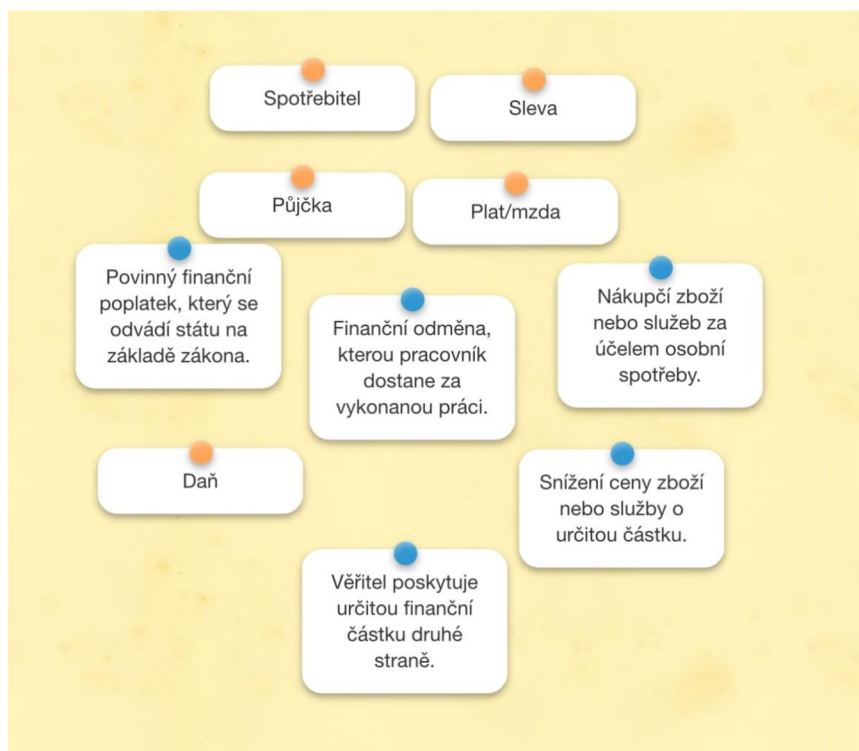 Spotřebitel
Sleva
Půjčka
Plat/mzda
Povinný finanční
poplatek, který se
odvádí státu na
základě zákona.
Finanční odměna,
kterou pracovník
dostane za
vykonanou práci.
Nákupčí zboží
nebo služeb za
účelem osobní
spotřeby.
Daň
Snížení ceny zboží
nebo služby o
určitou částku.
Věřitel poskytuje
určitou finanční
částku druhé
straně.